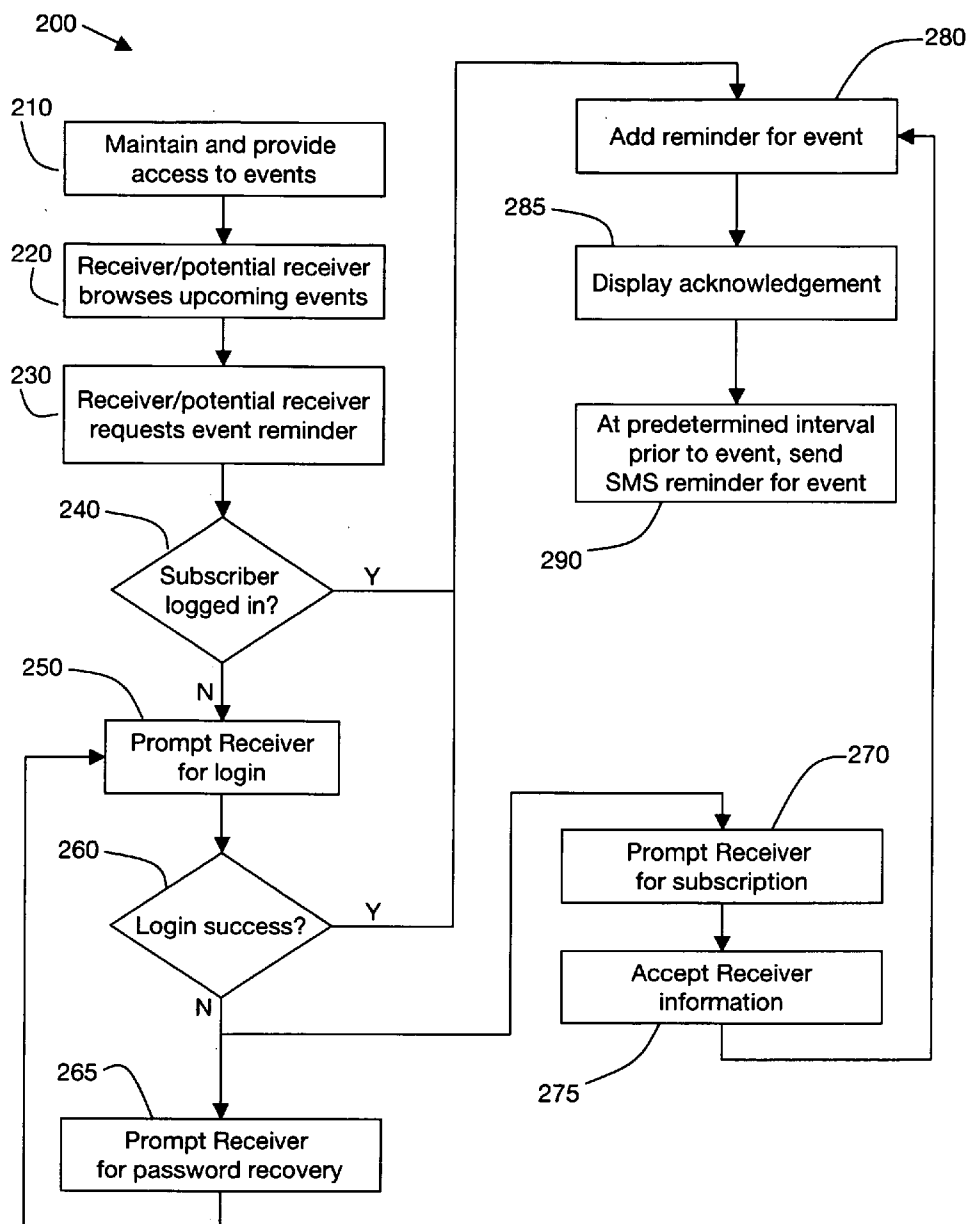 200
210
Maintain and provide
access to events
220
Receiver/potential receiver
browses upcoming events
230
Receiver/potential receiver
requests event reminder
240
Subscriber
logged in?
Y
N
250
Prompt Receiver
for login
260
Login success?
Y
N
265
Prompt Receiver
for password recovery
270
Prompt Receiver
for subscription
Accept Receiver
information
275
280
Add reminder for event
285
Display acknowledgement
At predetermined interval
prior to event, send
SMS reminder for event
290